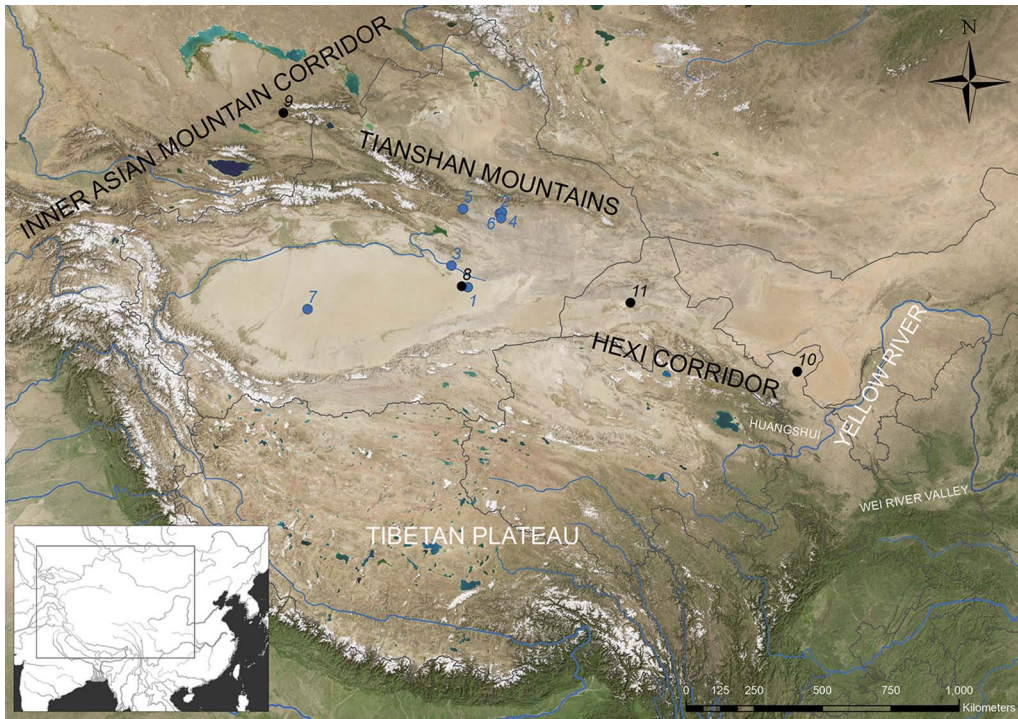 N
INNER ASIAN MOUNTAIN CORRIDOR
9
TIANSHAN MOUNTAINS
5
2
6
4
3
8
1
7
11
HEXI CORRIDOR
10
YELLOW RIVER
HUANGSHUI
WEI RIVER VALLEY
TIBETAN PLATEAU
0 125 250 500 750 1,000
Kilometers